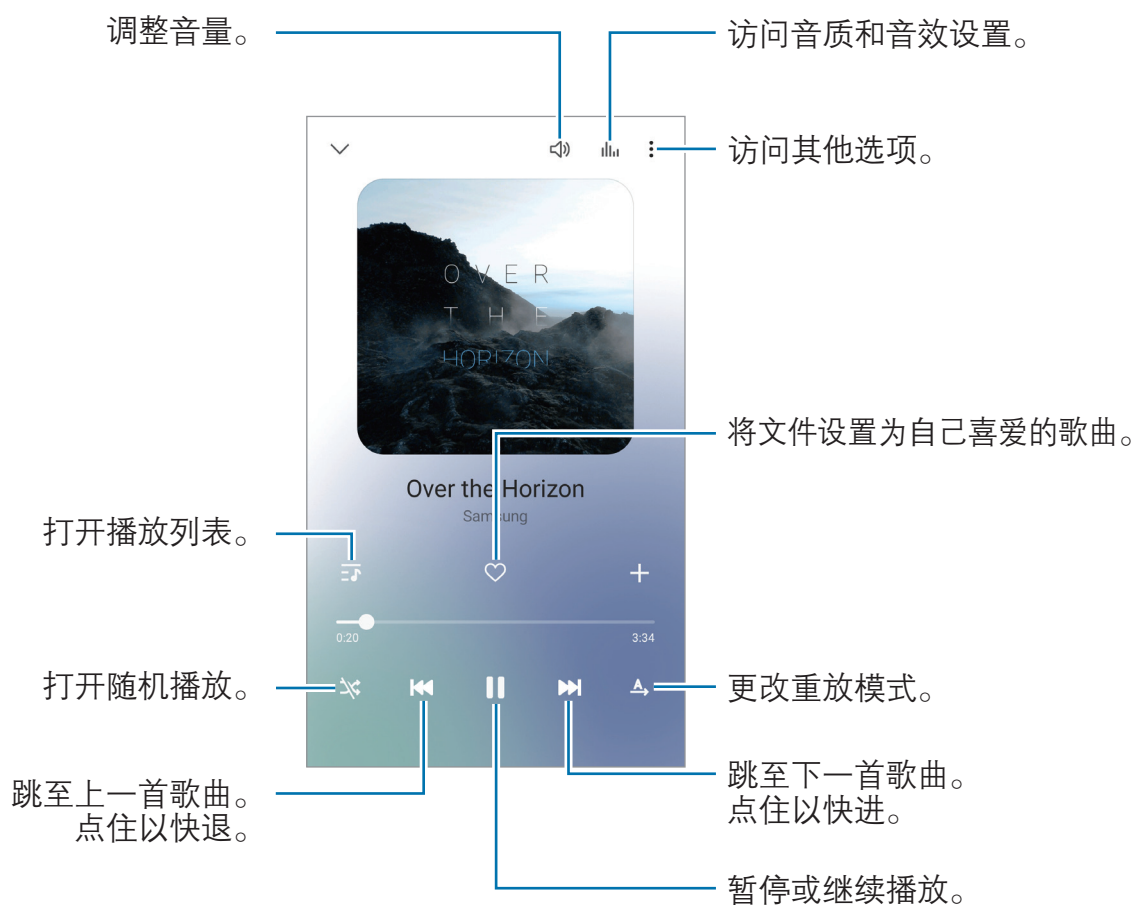 调整音量。
访问音质和音效设置。
访问其他选项。
OVER
THE
HORIZON
将文件设置为自己喜爱的歌曲。
Over the Horizon
Samsung
打开播放列表。
0:20
3:34
打开随机播放。
更改重放模式。
跳至上一首歌曲。
点住以快退。
跳至下一首歌曲。
点住以快进。
暂停或继续播放。